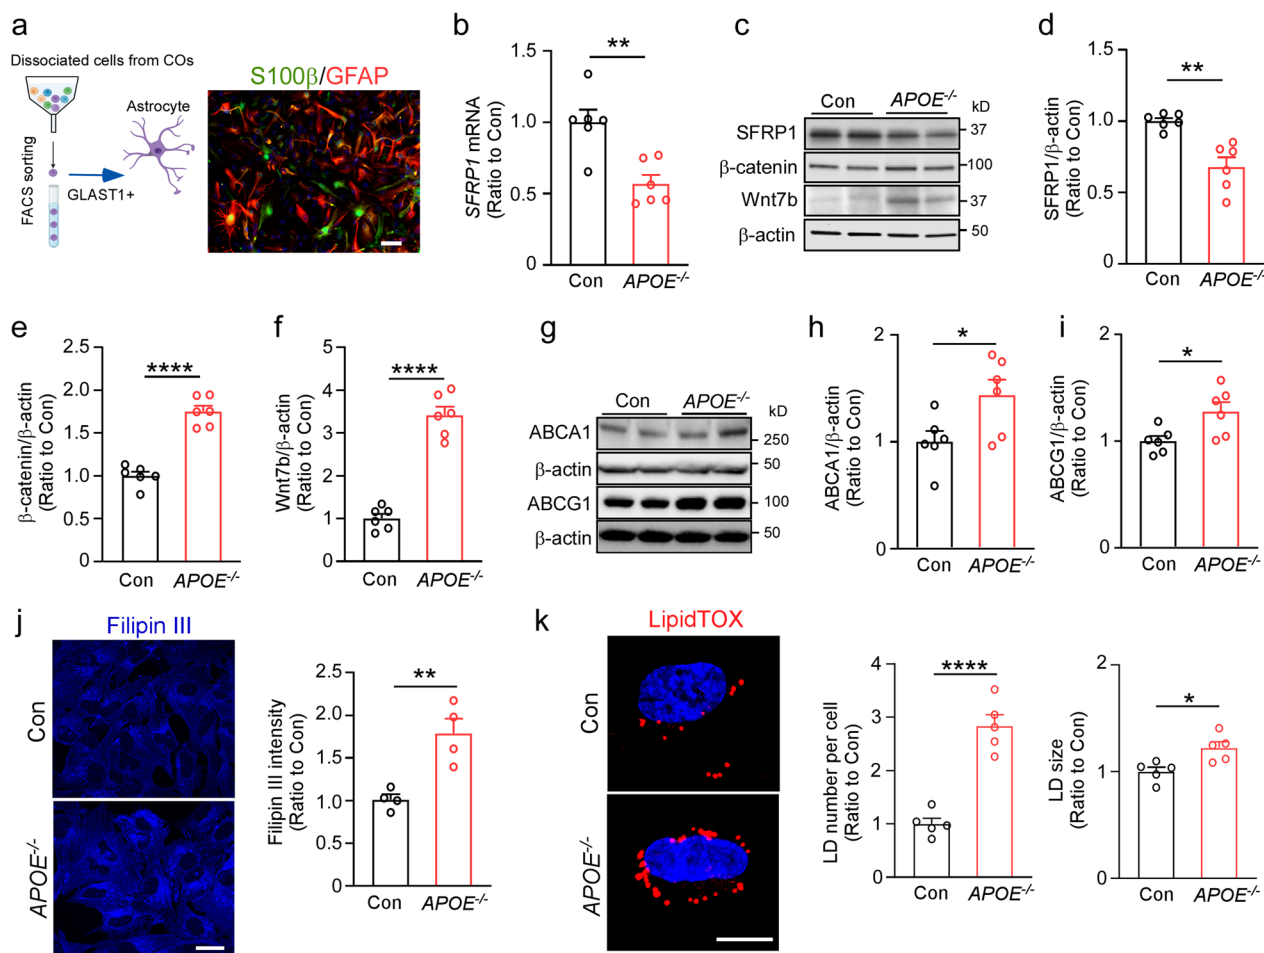 a
Dissociated cells from COs
FACS sorting
GLAST1+
Astrocyte
S100β/GFAP
b
SFRP1 mRNA
(Ratio to Con)
1.5
1.0
0.5
0
**
Con
APOE-/-
c
Con
APOE-/-
kD
SFRP1
37
β-catenin
100
Wnt7b
37
β-actin
50
d
SFRP1/β-actin
(Ratio to Con)
1.5
1.0
0.5
0
**
Con
APOE-/-
e
β-catenin/β-actin
(Ratio to Con)
2.5
2.0
1.5
1.0
0.5
0
****
Con
APOE-/-
f
Wnt7b/β-actin
(Ratio to Con)
5
4
3
2
1
0
****
Con
APOE-/-
g
Con
APOE-/-
kD
ABCA1
250
β-actin
50
ABCG1
100
β-actin
50
h
ABCA1/β-actin
(Ratio to Con)
2
1
0
*
Con
APOE-/-
i
ABCG1/β-actin
(Ratio to Con)
2
1
0
*
Con
APOE-/-
j
Filipin III
Con
APOE-/-
Filipin III intensity
(Ratio to Con)
2.5
2.0
1.5
1.0
0.5
0
**
Con
APOE-/-
k
LipidTOX
Con
APOE-/-
LD number per cell
(Ratio to Con)
4
3
2
1
0
****
Con
APOE-/-
LD size
(Ratio to Con)
2
1
0
*
Con
APOE-/-